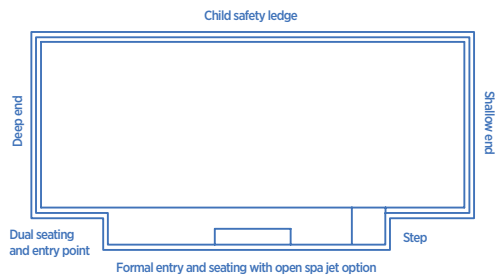 Child safety ledge
Deep end
Shallow end
Dual seating
and entry point
Step
Formal entry and seating with open spa jet option